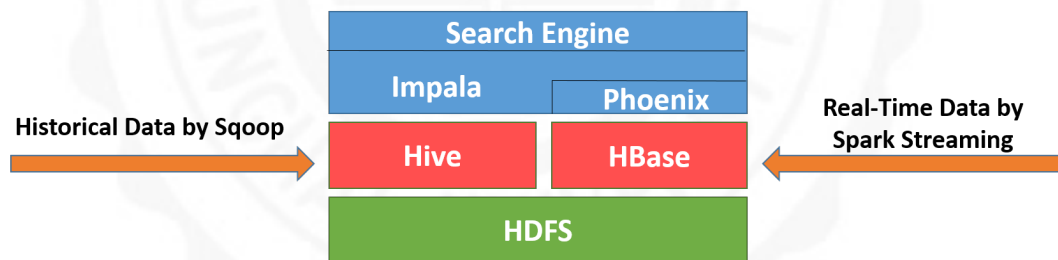 Search Engine
Impala
Phoenix
Historical Data by Sqoop
Real-Time Data by
Spark Streaming
Hive
HBase
HDFS